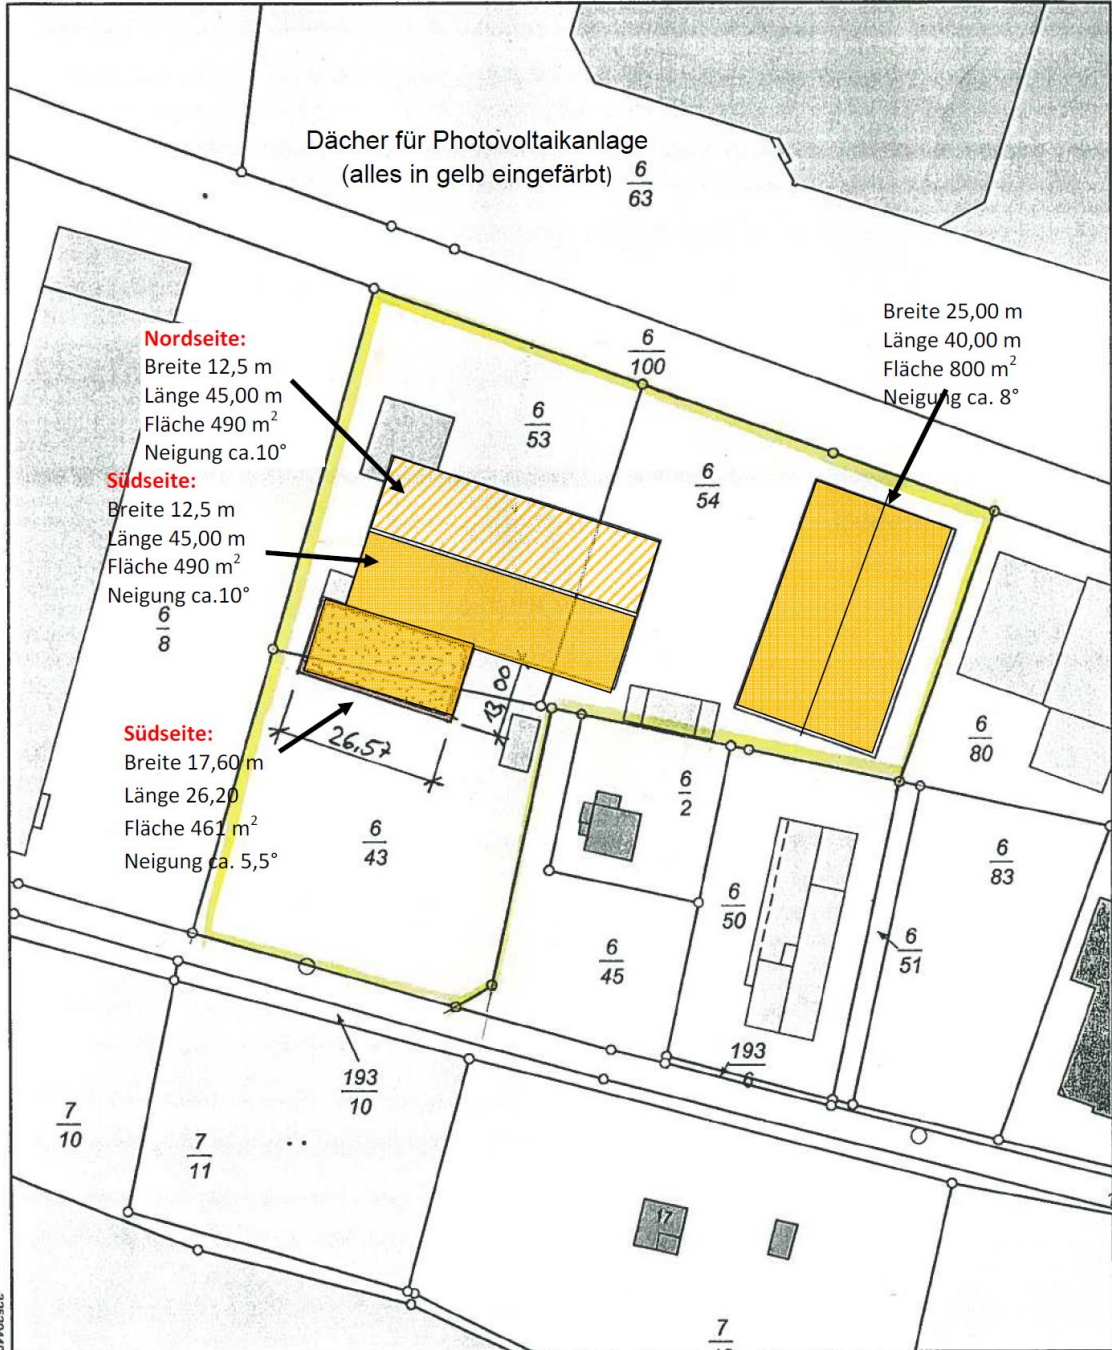 Dächer für Photovoltaikanlage
(alles in gelb eingefärbt)
6
63
Breite 25,00 m
Länge 40,00 m
Fläche 800 m²
Neigung ca. 8°
Nordseite:
Breite 12,5 m
Länge 45,00 m
Fläche 490 m²
Neigung ca.10°
6
100
6
53
6
54
Südseite:
Breite 12,5 m
Länge 45,00 m
Fläche 490 m²
Neigung ca.10°
6
8
13,00
26,57
Südseite:
Breite 17,60 m
Länge 26,20
Fläche 461 m²
Neigung ca. 5,5°
6
80
6
2
6
43
6
83
6
50
6
51
6
45
193
6
193
10
7
10
7
11
17
7